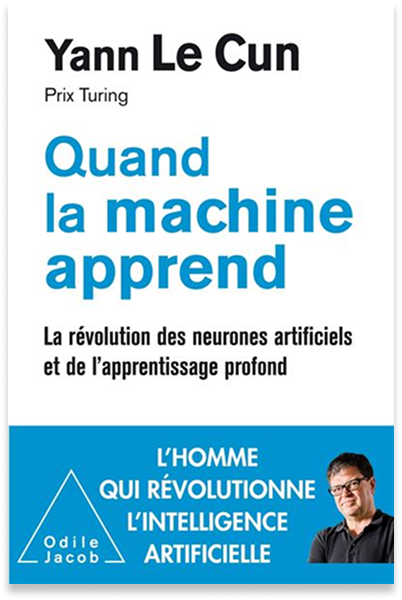 Yann Le Cun
Prix Turing
Quand
la machine
apprend
La révolution des neurones artificiels
et de l'apprentissage profond
L'HOMME
QUI RÉVOLUTIONNE
L'INTELLIGENCE
ARTIFICIELLE
Odile
Jacob